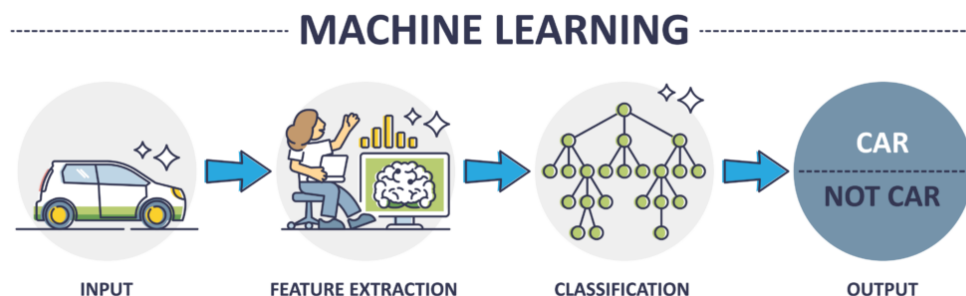 MACHINE LEARNING
CAR
NOT CAR
INPUT
FEATURE EXTRACTION
CLASSIFICATION
OUTPUT